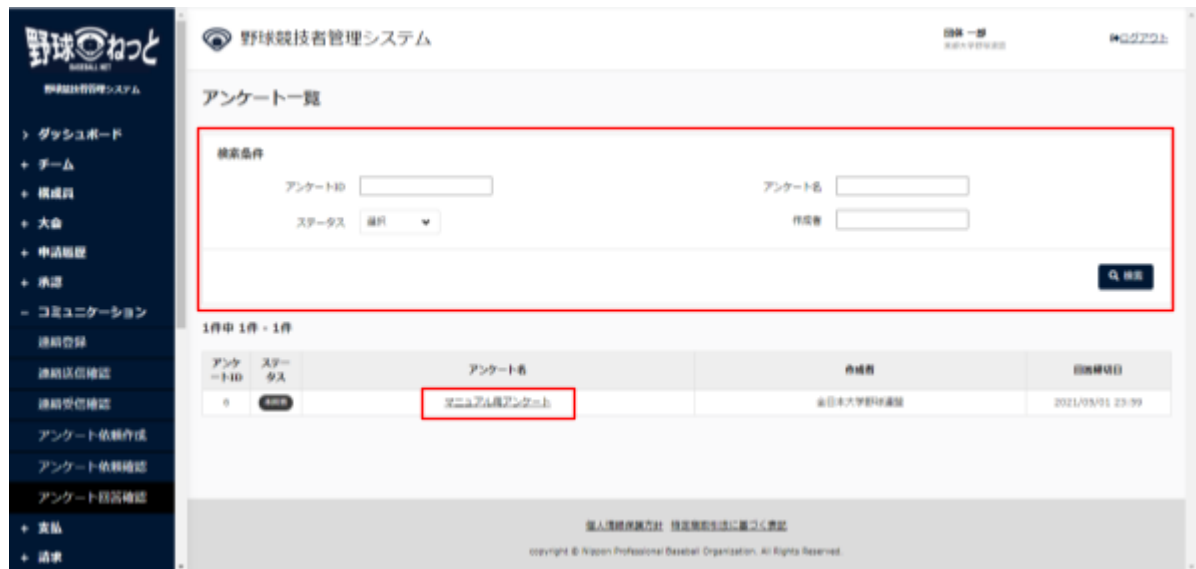 野球ねっと
BASEBALL NET
野球競技者管理システム
ダッシュボード
チーム
構成員
大会
申請履歴
承認
コミュニケーション
連絡登録
連絡送信確認
連絡受信確認
アンケート依頼作成
アンケート依頼確認
アンケート回答確認
支払
請求
野球競技者管理システム
団体 一郎
ログアウト
アンケート一覧
検索条件
アンケートID
アンケート名
ステータス 選択
作成者
検索
1件中 1件 - 1件
アンケートID ステータス アンケート名 作成者 回答締切日
マニュアル用アンケート 全日本大学野球連盟 2021/03/01 23:59
個人情報保護方針 特定商取引法に基づく表記
copyright © Nippon Professional Baseball Organization. All Rights Reserved.